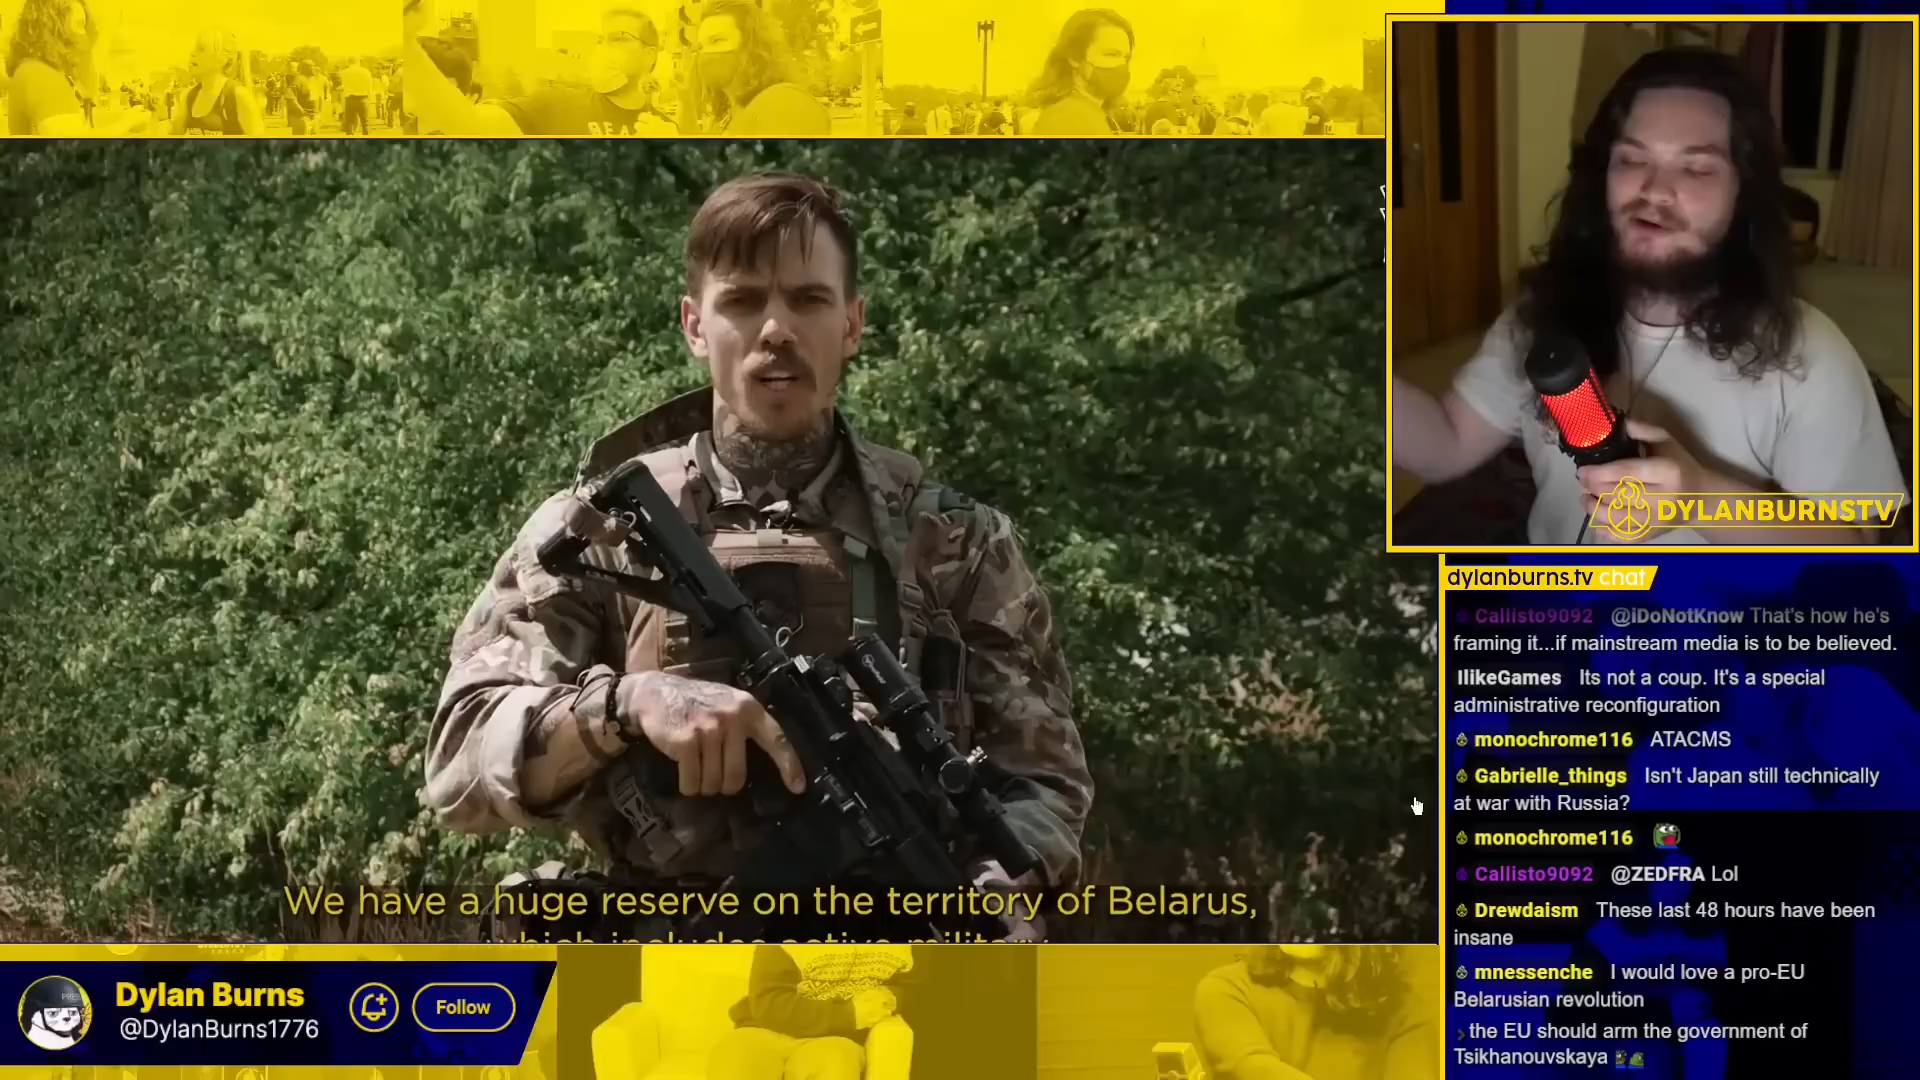 We have a huge reserve on the territory of Belarus,
which includes active military
DYLANBURNSTV
dylanburns.tv chat
Callisto9092 @iDoNotKnow That's how he's
framing it...if mainstream media is to be believed.
IlikeGames Its not a coup. It's a special
administrative reconfiguration
monochrome116 ATACMS
Gabrielle_things Isn't Japan still technically
at war with Russia?
monochrome116
Callisto9092 @ZEDFRA Lol
Drewdaism These last 48 hours have been
insane
mnessenche I would love a pro-EU
Belarusian revolution
the EU should arm the government of
Tsikhanouvskaya
Dylan Burns
@DylanBurns1776
Follow